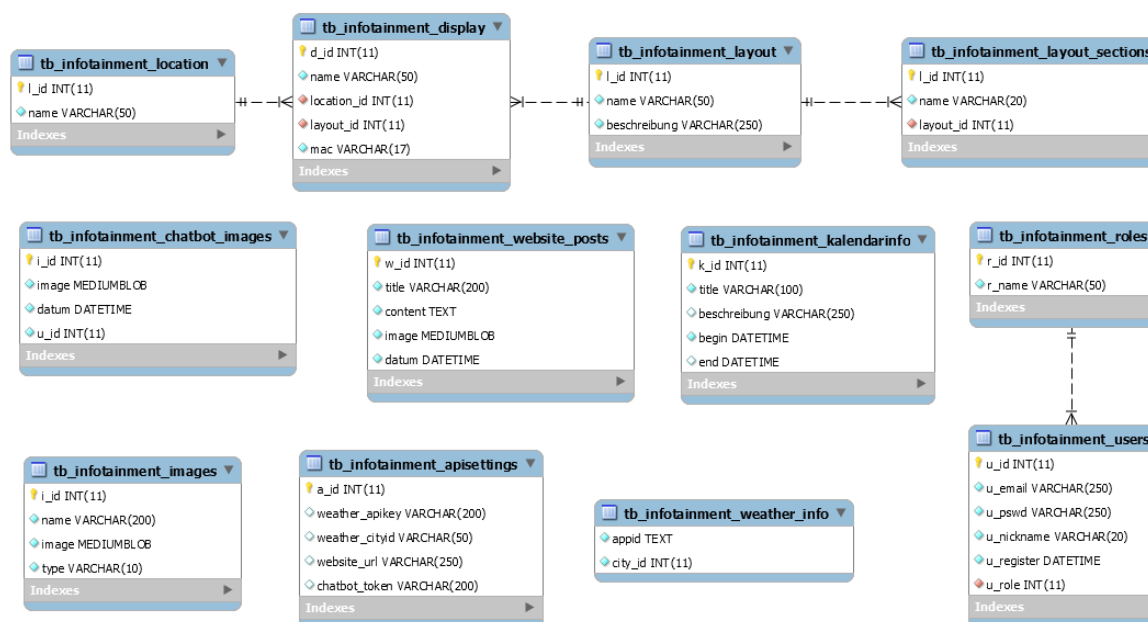 tb_infotainment_location
l_id INT(11)
name VARCHAR(50)
Indexes
tb_infotainment_display
d_id INT(11)
name VARCHAR(50)
location_id INT(11)
layout_id INT(11)
mac VARCHAR(17)
Indexes
tb_infotainment_layout
l_id INT(11)
name VARCHAR(50)
beschreibung VARCHAR(250)
Indexes
tb_infotainment_layout_sections
l_id INT(11)
name VARCHAR(20)
layout_id INT(11)
Indexes
tb_infotainment_chatbot_images
i_id INT(11)
image MEDIUMBLOB
datum DATETIME
u_id INT(11)
Indexes
tb_infotainment_website_posts
w_id INT(11)
title VARCHAR(200)
content TEXT
image MEDIUMBLOB
datum DATETIME
Indexes
tb_infotainment_kalendarinfo
k_id INT(11)
title VARCHAR(100)
beschreibung VARCHAR(250)
begin DATETIME
end DATETIME
Indexes
tb_infotainment_roles
r_id INT(11)
r_name VARCHAR(50)
Indexes
tb_infotainment_images
i_id INT(11)
name VARCHAR(200)
image MEDIUMBLOB
type VARCHAR(10)
Indexes
tb_infotainment_apisettings
a_id INT(11)
weather_apikey VARCHAR(200)
weather_cityid VARCHAR(50)
website_url VARCHAR(250)
chatbot_token VARCHAR(200)
Indexes
tb_infotainment_weather_info
appid TEXT
city_id INT(11)
tb_infotainment_users
u_id INT(11)
u_email VARCHAR(250)
u_pswd VARCHAR(250)
u_nickname VARCHAR(20)
u_register DATETIME
u_role INT(11)
Indexes